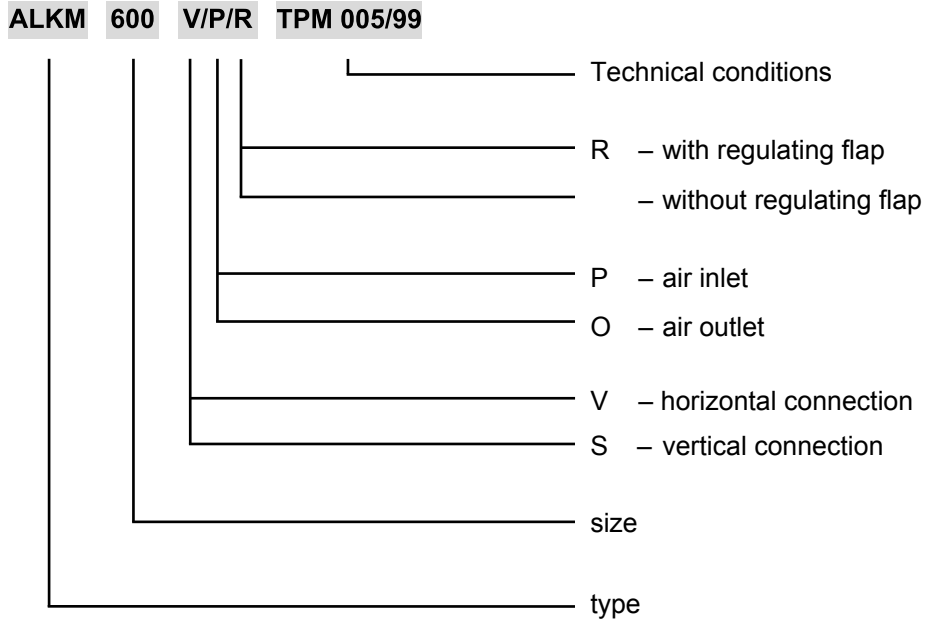 ALKM 600 V/P/R TPM 005/99
Technical conditions
R – with regulating flap
– without regulating flap
P – air inlet
O – air outlet
V – horizontal connection
S – vertical connection
size
type